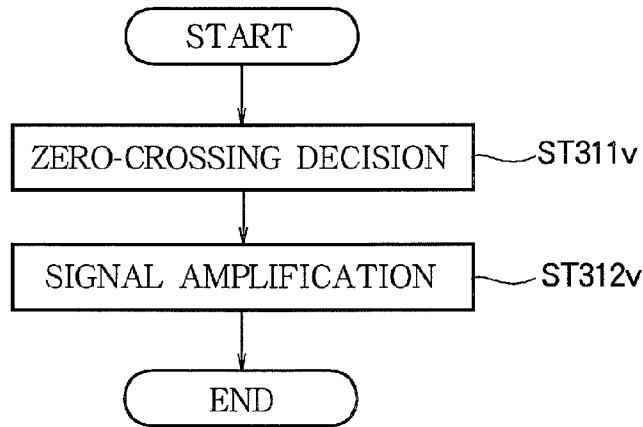 START
ZERO-CROSSING DECISION
ST311v
SIGNAL AMPLIFICATION
ST312v
END